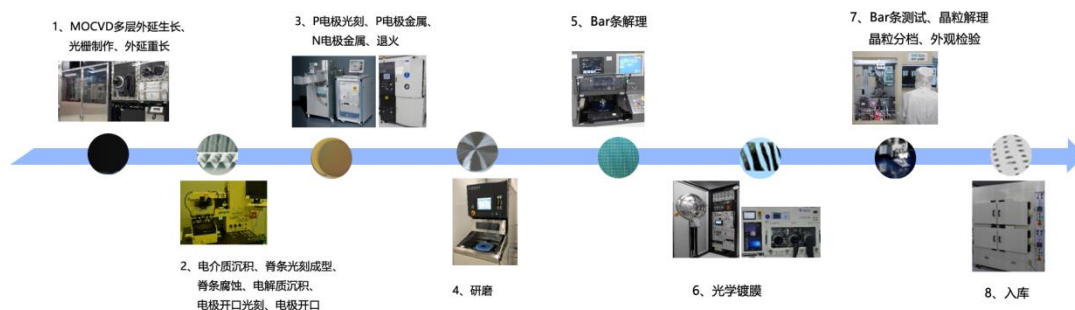 1、MOCVD多层外延生长、
光栅制作、外延重长
3、P电极光刻、P电极金属、
N电极金属、退火
5、Bar条解理
7、Bar条测试、晶粒解理
晶粒分档、外观检验
2、电介质沉积、脊条光刻成型、
脊条腐蚀、电解质沉积、
电极开口光刻、电极开口
4、研磨
6、光学镀膜
8、入库